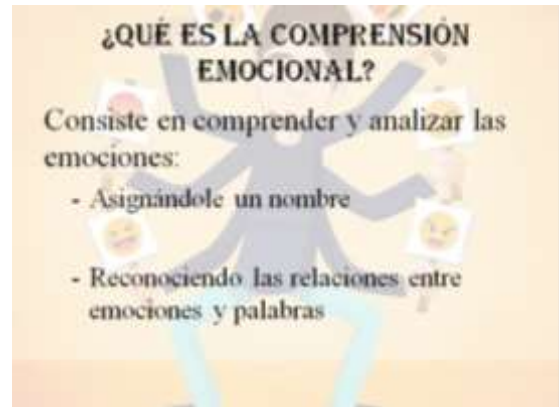 ¿QUÉ ES LA COMPRENSIÓN
EMOCIONAL?
Consiste en comprender y analizar las
emociones:
- Asignándole un nombre
- Reconociendo las relaciones entre
emociones y palabras